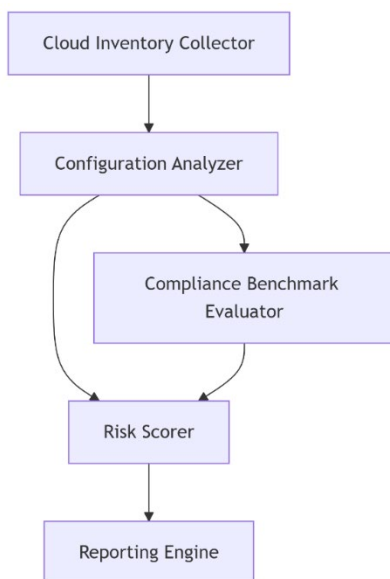 Cloud Inventory Collector
Configuration Analyzer
Compliance Benchmark
Evaluator
Risk Scorer
Reporting Engine